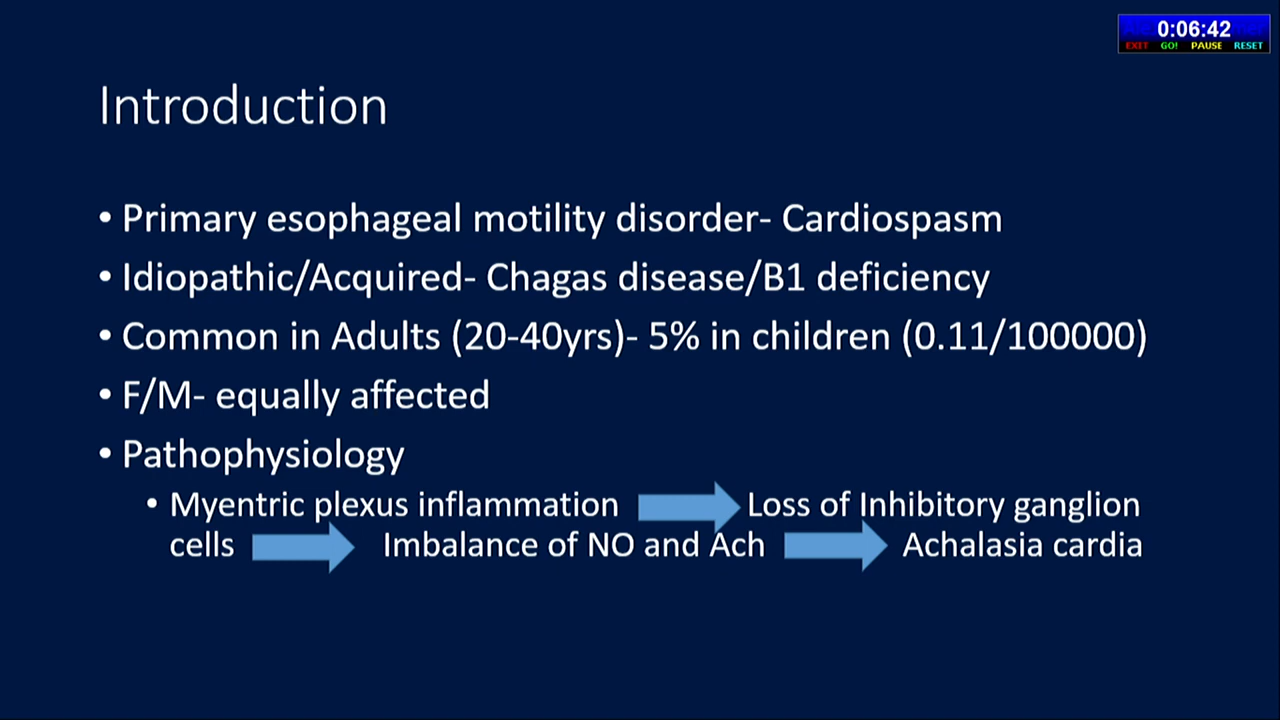 0:06:42
EXIT GO! PAUSE RESET
Introduction
• Primary esophageal motility disorder- Cardiospasm
• Idiopathic/Acquired- Chagas disease/B1 deficiency
• Common in Adults (20-40yrs)- 5% in children (0.11/100000)
• F/M- equally affected
• Pathophysiology
• Myentric plexus inflammation Loss of Inhibitory ganglion
cells Imbalance of NO and Ach Achalasia cardia